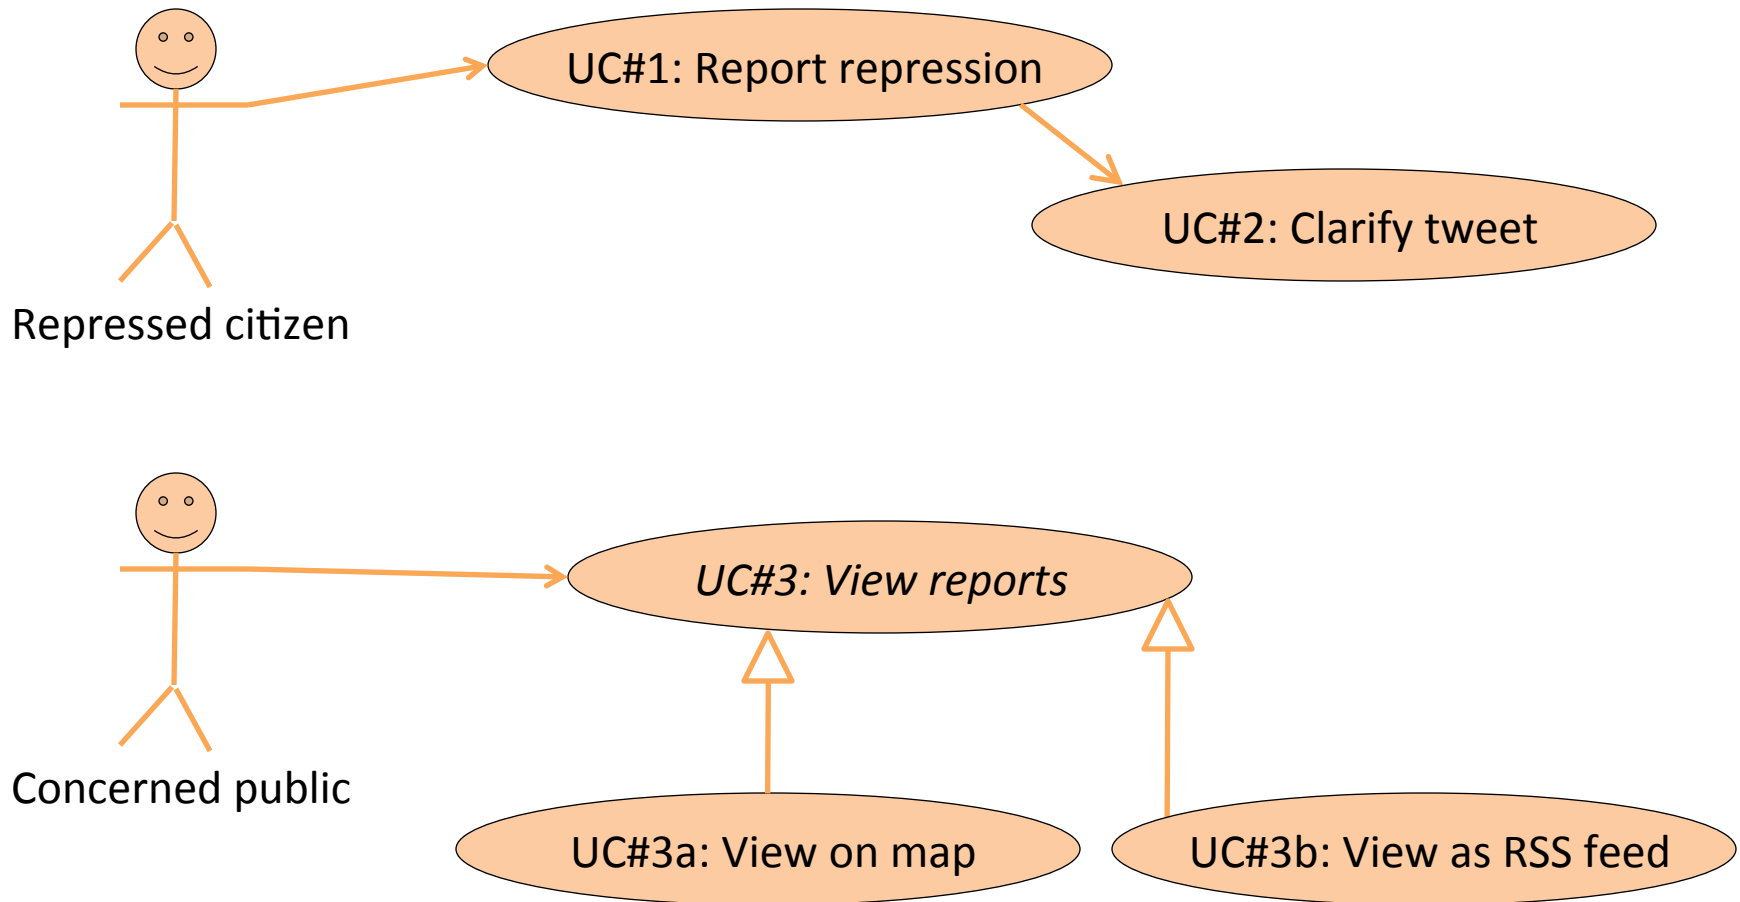 UC#1: Report repression
UC#2: Clarify tweet
Repressed citizen
UC#3: View reports
Concerned public
UC#3a: View on map
UC#3b: View as RSS feed